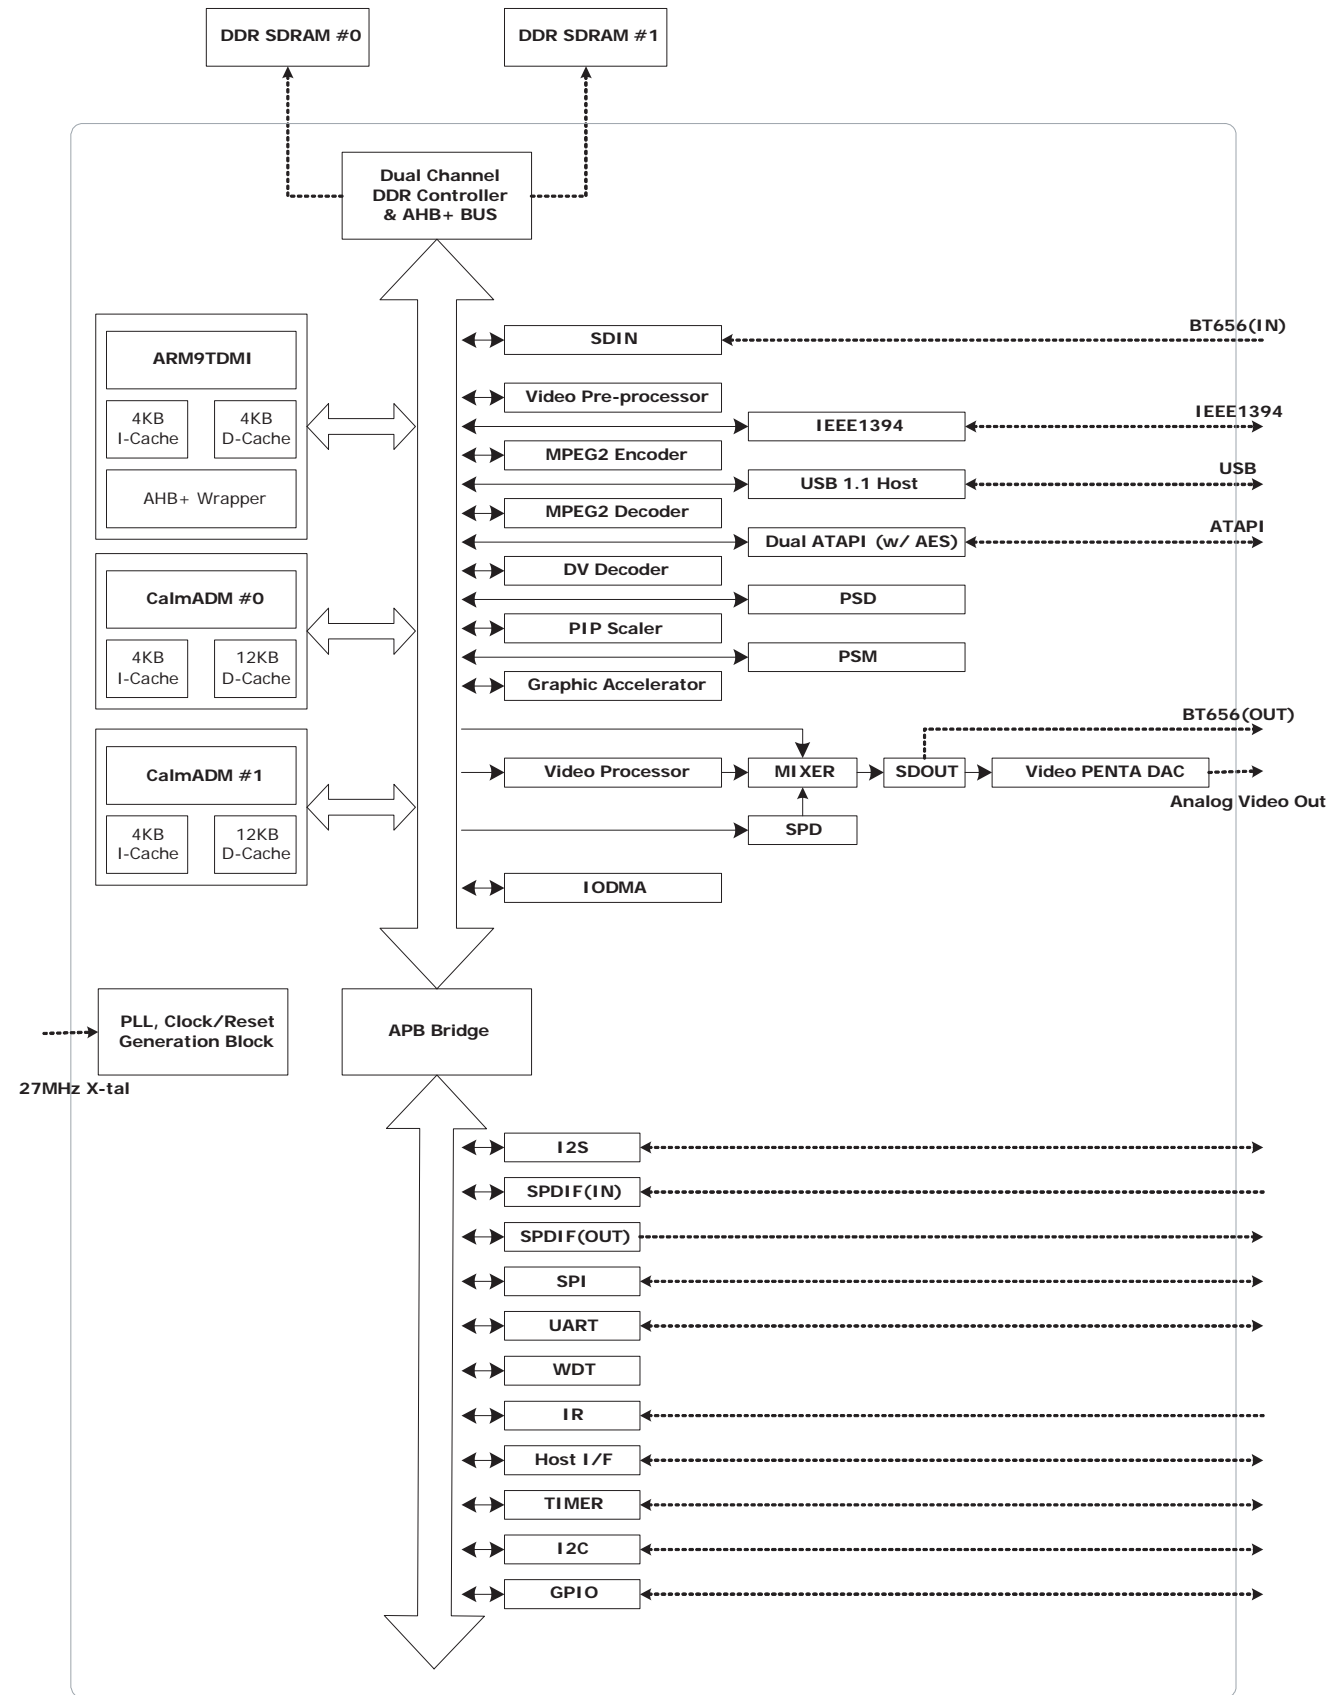 DDR SDRAM #0
DDR SDRAM #1
Dual Channel
DDR Controller
& AHB+ BUS
ARM9TDMI
4KB
I-Cache
4KB
D-Cache
AHB+ Wrapper
CalmADM #0
4KB
I-Cache
12KB
D-Cache
CalmADM #1
4KB
I-Cache
12KB
D-Cache
SDIN
BT656(IN)
Video Pre-processor
IEEE1394
IEEE1394
MPEG2 Encoder
USB 1.1 Host
USB
MPEG2 Decoder
Dual ATAPI (w/ AES)
ATAPI
DV Decoder
PSD
PIP Scaler
PSM
Graphic Accelerator
BT656(OUT)
Video Processor
MIXER
SDOUT
Video PENTA DAC
Analog Video Out
SPD
IODMA
PLL, Clock/Reset
Generation Block
27MHz X-tal
APB Bridge
I2S
SPDIF(IN)
SPDIF(OUT)
SPI
UART
WDT
IR
Host I/F
TIMER
I2C
GPIO